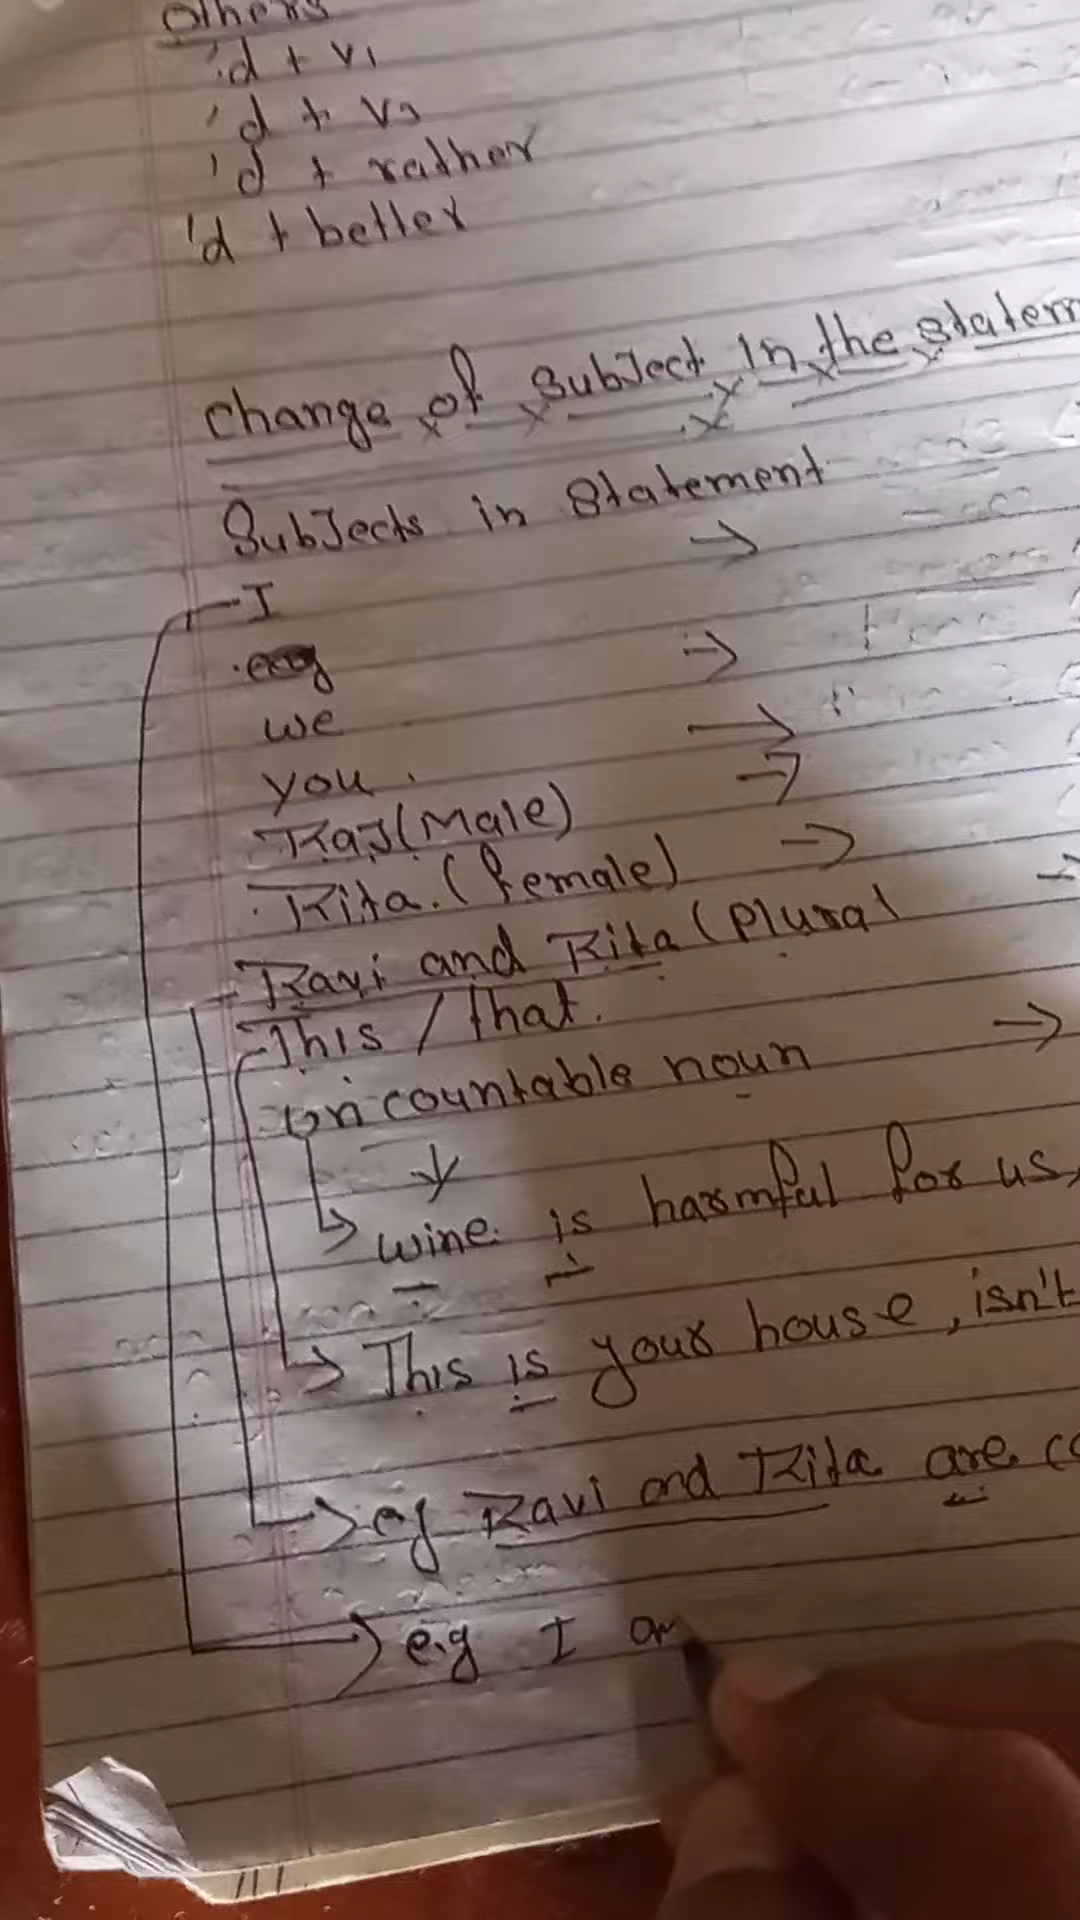 Others
'd + V1
'd + V3
'd + rather
'd + better
Change of Subject in the statem
Subjects in Statement →
I
→
we →
you. →
Raj (Male) →
Rita. (female) →
Ravi and Rita (Plural
This / that.
Uncountable noun →
wine is harmful for us,
This is your house, isn't
eg Ravi and Rita are co
e.g I am